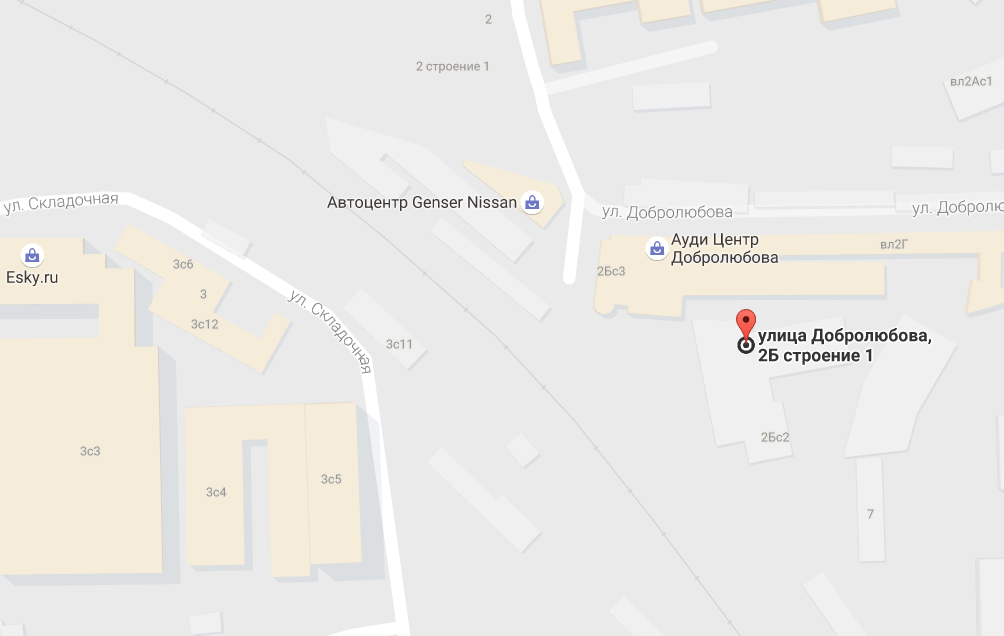 2
2 строение 1
вл2Ас1
ул. Складочная
Автоцентр Genser Nissan
ул. Добролюбова
ул. Добролю
Ауди Центр
Добролюбова
вл2Г
2Бс3
Esky.ru
3с6
3
3с12
ул. Складочная
3с11
улица Добролюбова,
2Б строение 1
2Бс2
3с3
3с4
3с5
7